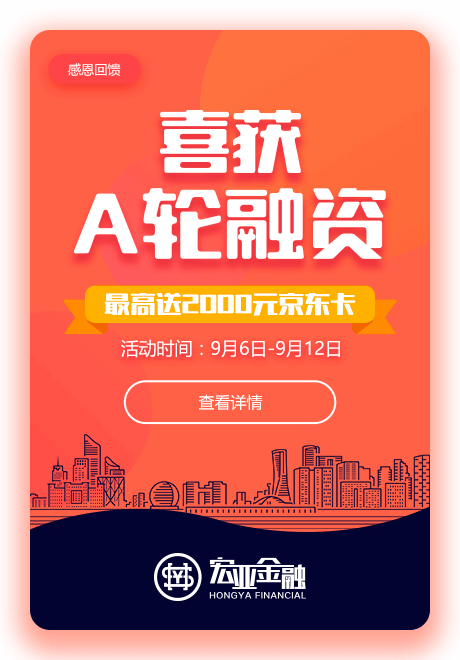 感恩回馈
喜获
A轮融资
最高送2000元京东卡
活动时间：9月6日-9月12日
查看详情
宏亚金融
HONGYA FINANCIAL